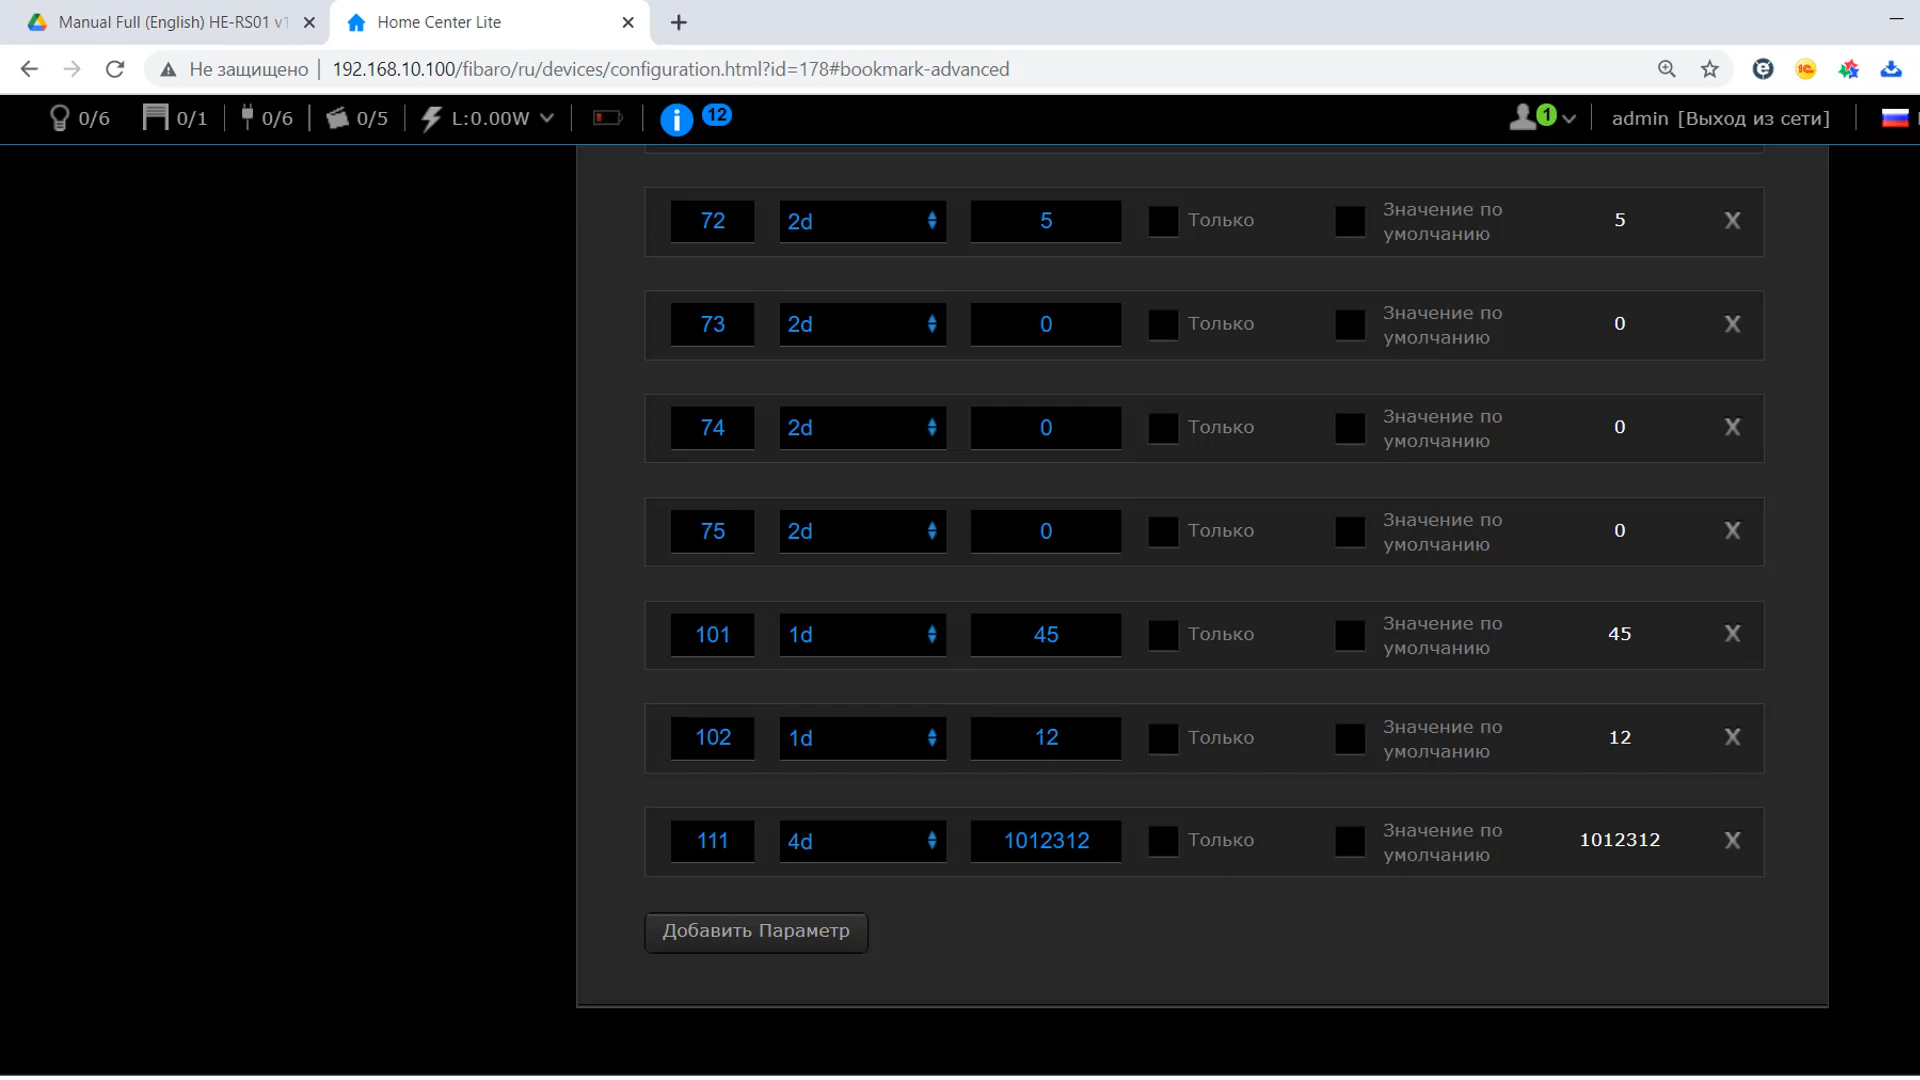 Manual Full (English) HE-RS01 v1
Home Center Lite
Не защищено
192.168.10.100/fibaro/ru/devices/configuration.html?id=178#bookmark-advanced
0/6 0/1 0/6 0/5 L:0.00W 12 1 admin [Выход из сети]
72 2d 5 Только Значение по умолчанию 5 X
73 2d 0 Только Значение по умолчанию 0 X
74 2d 0 Только Значение по умолчанию 0 X
75 2d 0 Только Значение по умолчанию 0 X
101 1d 45 Только Значение по умолчанию 45 X
102 1d 12 Только Значение по умолчанию 12 X
111 4d 1012312 Только Значение по умолчанию 1012312 X
Добавить Параметр